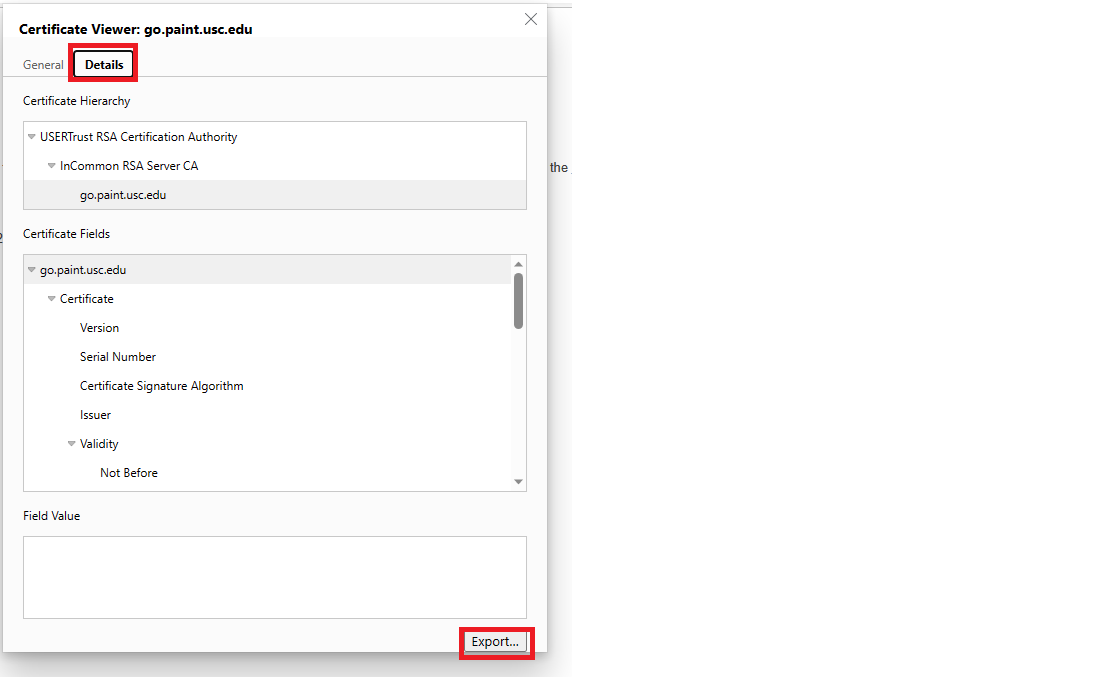 Certificate Viewer: go.paint.usc.edu
General Details
Certificate Hierarchy
USERTrust RSA Certification Authority
InCommon RSA Server CA
go.paint.usc.edu
the
Certificate Fields
go.paint.usc.edu
Certificate
Version
Serial Number
Certificate Signature Algorithm
Issuer
Validity
Not Before
Field Value
Export...